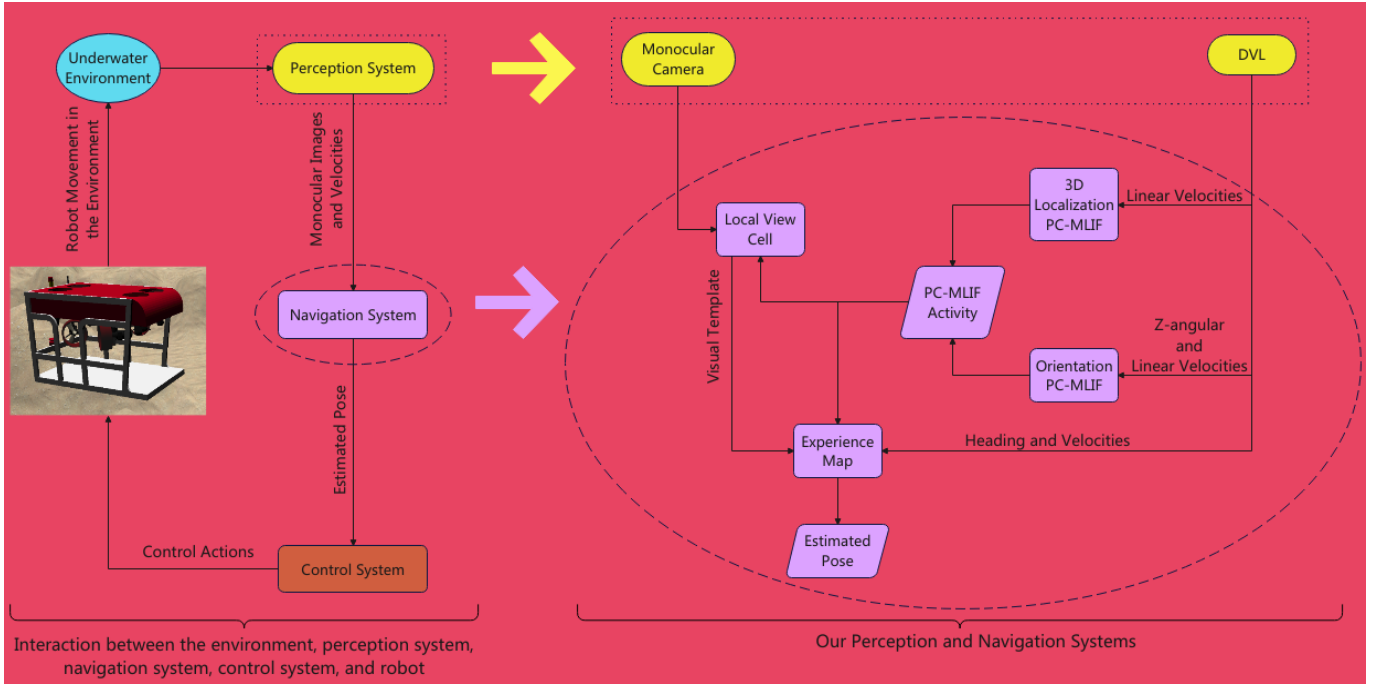 Underwater
Environment
Perception System
Robot Movement in
the Environment
Monocular Images
and Velocities
Navigation System
Estimated Pose
Control Actions
Control System
Interaction between the environment, perception system,
navigation system, control system, and robot
Monocular
Camera
DVL
3D
Localization
PC-MLIF
Linear Velocities
Local View
Cell
PC-MLIF
Activity
Visual Template
Z-angular
and
Linear Velocities
Orientation
PC-MLIF
Experience
Map
Heading and Velocities
Estimated
Pose
Our Perception and Navigation Systems